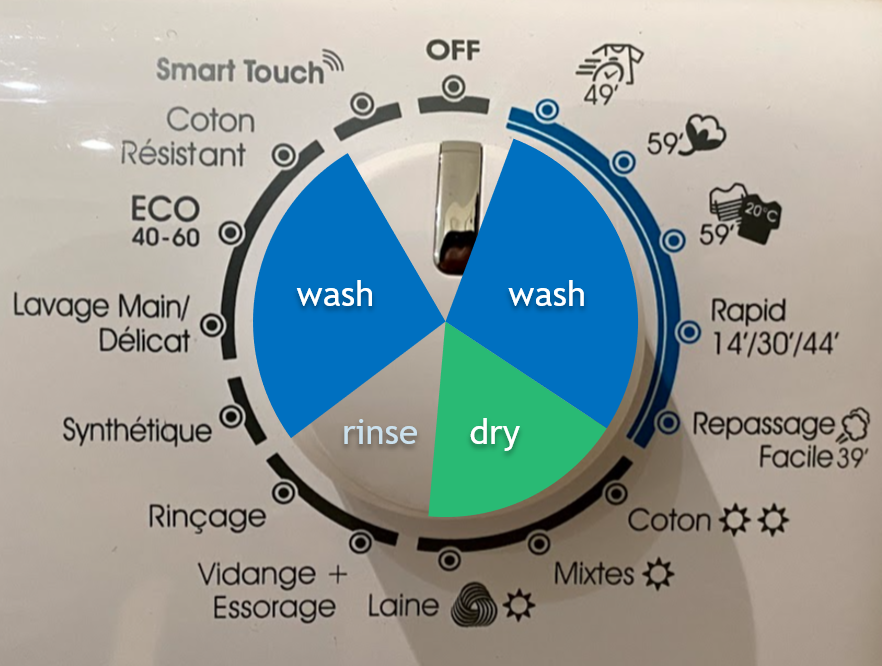 OFF
49′
59′
20°C
59′
Rapid
14′/30′/44′
Repassage
Facile 39′
Coton
Mixtes
Laine
Vidange +
Essorage
Rinçage
Synthétique
Lavage Main/
Délicat
ECO
40-60
Coton
Résistant
Smart Touch
wash
wash
rinse
dry